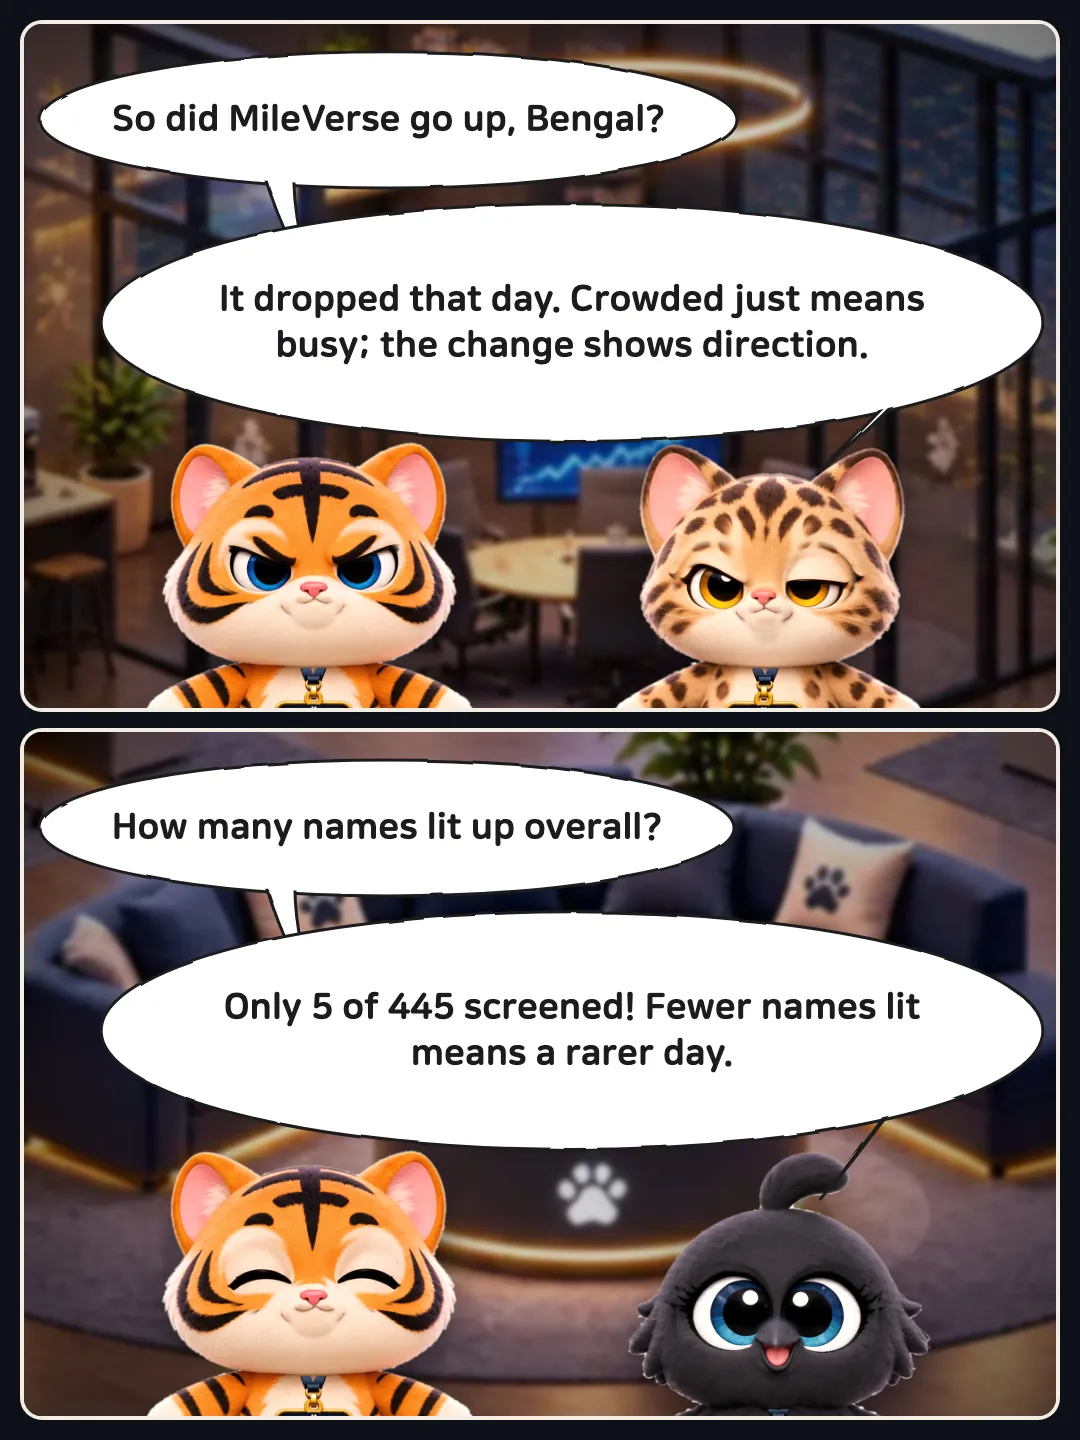 So did MileVerse go up, Bengal?
It dropped that day. Crowded just means
busy; the change shows direction.
How many names lit up overall?
Only 5 of 445 screened! Fewer names lit
means a rarer day.